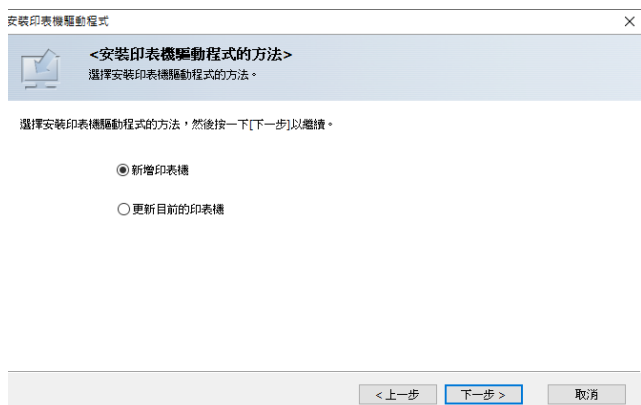 安裝印表機驅動程式
<安裝印表機驅動程式的方法>
選擇安裝印表機驅動程式的方法。
選擇安裝印表機驅動程式的方法，然後按一下[下一步]以繼續。
新增印表機
更新目前的印表機
<上一步 下一步> 取消